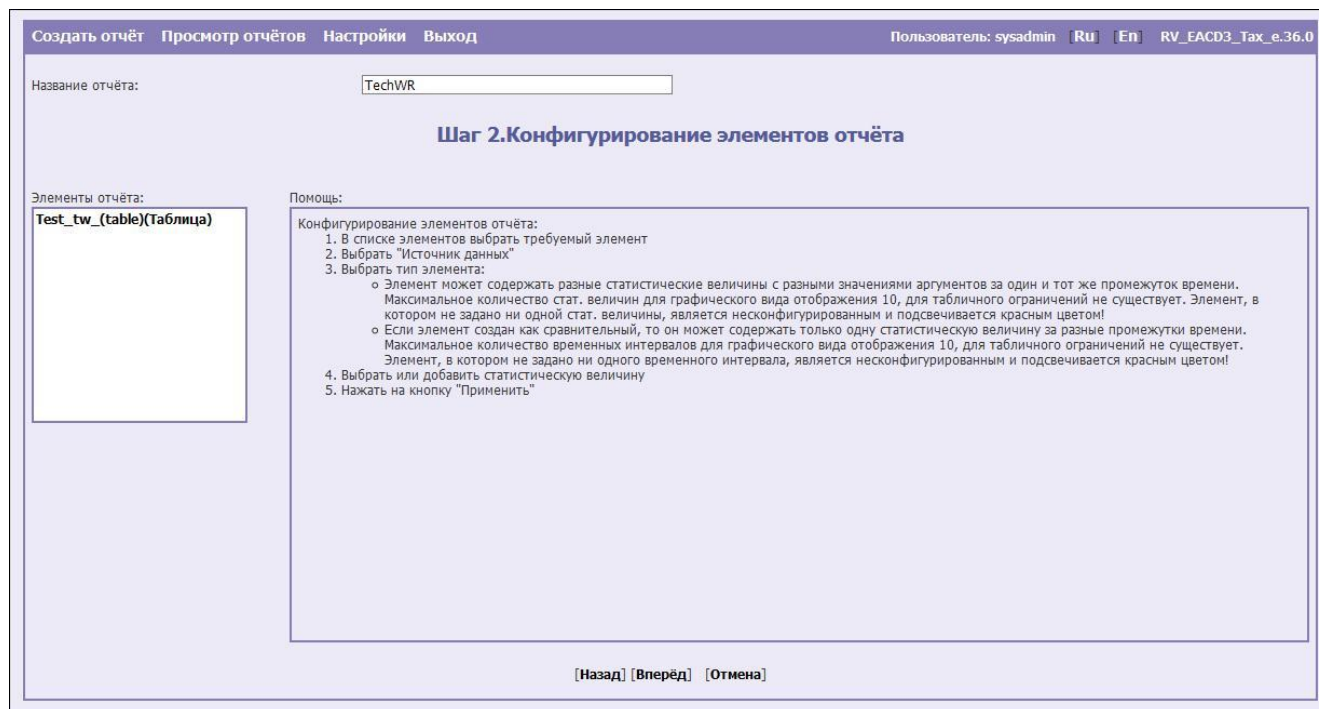 Создать отчёт Просмотр отчётов Настройки Выход Пользователь: sysadmin [Ru] [En] RV_EACD3_Tax_e.36.0
Название отчёта: TechWR
Шаг 2.Конфигурирование элементов отчёта
Элементы отчёта:
Test_tw_(table)(Таблица)
Помощь:
Конфигурирование элементов отчёта:
1. В списке элементов выбрать требуемый элемент
2. Выбрать "Источник данных"
3. Выбрать тип элемента:
o Элемент может содержать разные статистические величины с разными значениями аргументов за один и тот же промежуток времени.
Максимальное количество стат. величин для графического вида отображения 10, для табличного ограничений не существует. Элемент, в
котором не задано ни одной стат. величины, является несконфигурированным и подсвечивается красным цветом!
o Если элемент создан как сравнительный, то он может содержать только одну статистическую величину за разные промежутки времени.
Максимальное количество временных интервалов для графического вида отображения 10, для табличного ограничений не существует.
Элемент, в котором не задано ни одного временного интервала, является несконфигурированным и подсвечивается красным цветом!
4. Выбрать или добавить статистическую величину
5. Нажать на кнопку "Применить"
[Назад] [Вперёд] [Отмена]